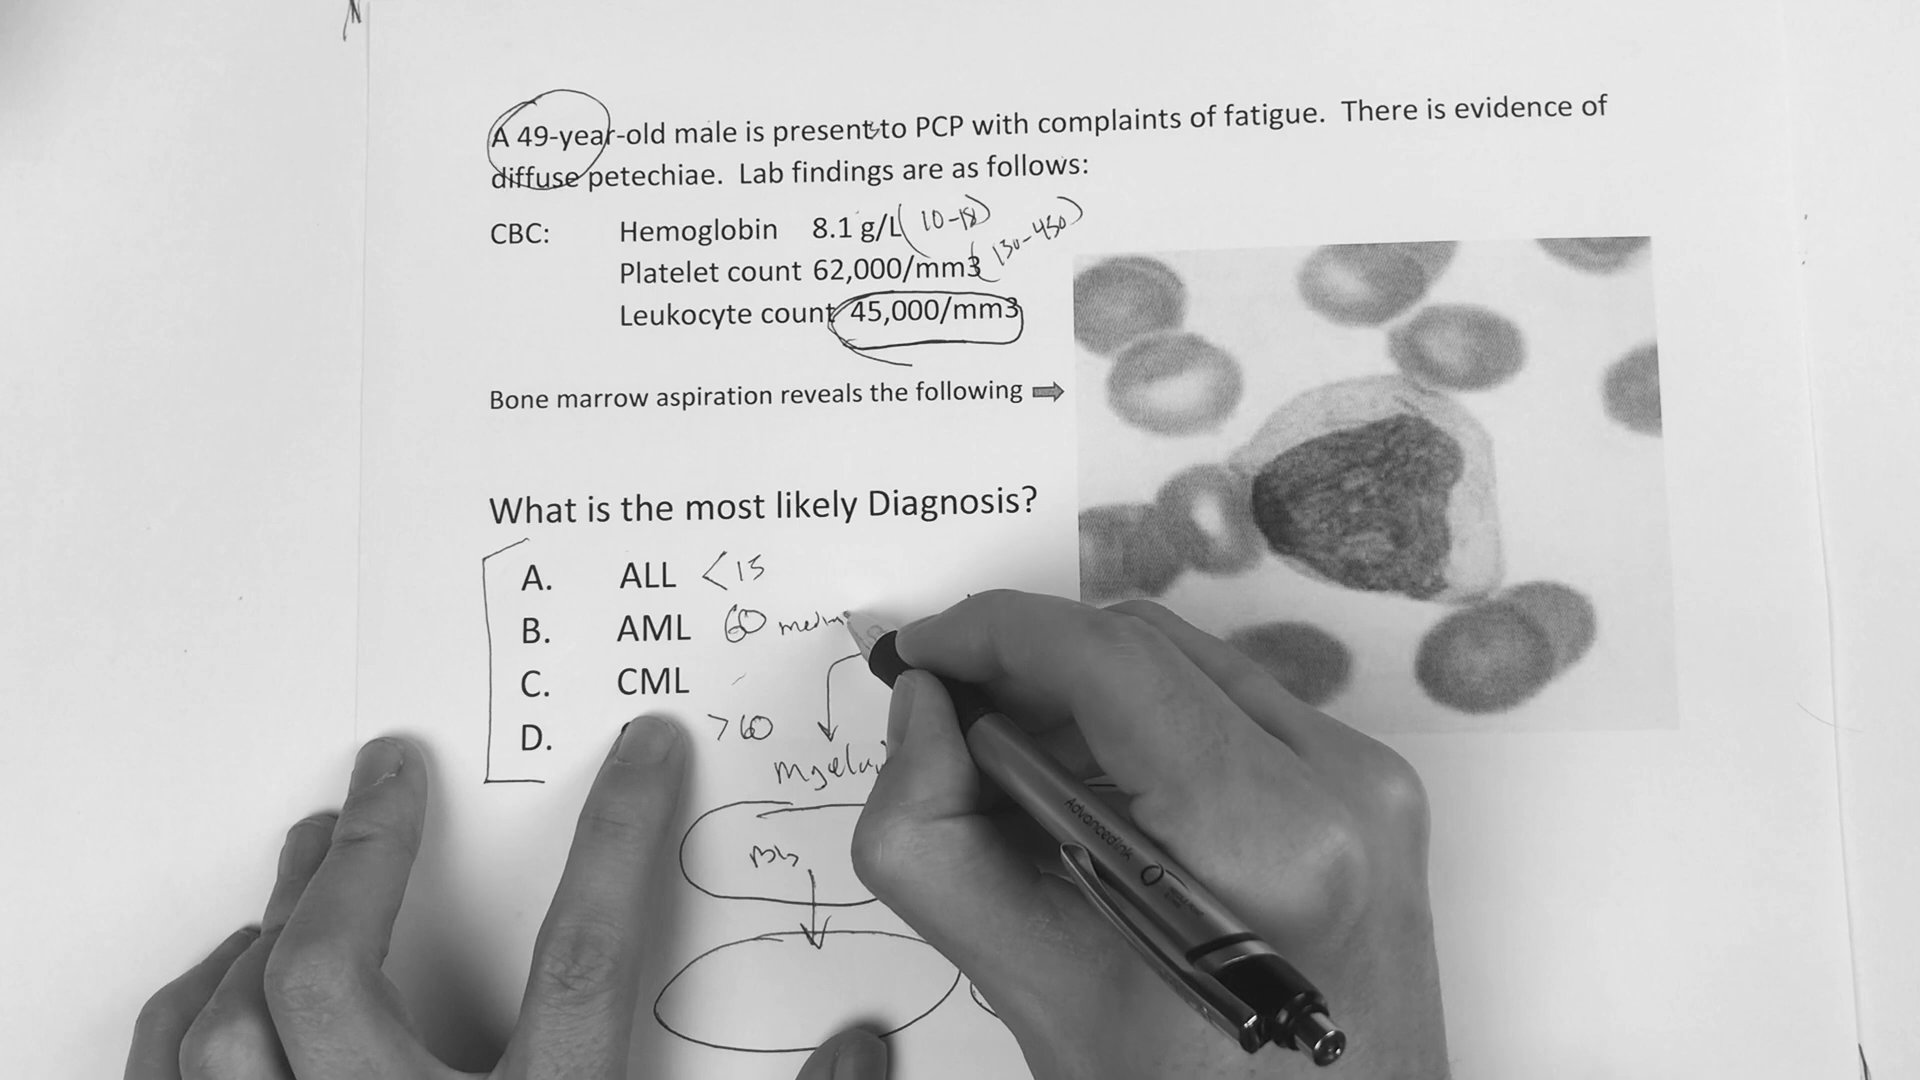 A 49-year-old male is present to PCP with complaints of fatigue. There is evidence of
diffuse petechiae. Lab findings are as follows:
CBC: Hemoglobin 8.1 g/L (10-18)
Platelet count 62,000/mm3 (130-450)
Leukocyte count 45,000/mm3
Bone marrow aspiration reveals the following
What is the most likely Diagnosis?
A. ALL <15
B. AML 60
C. CML
D. >60
AdvancedInk